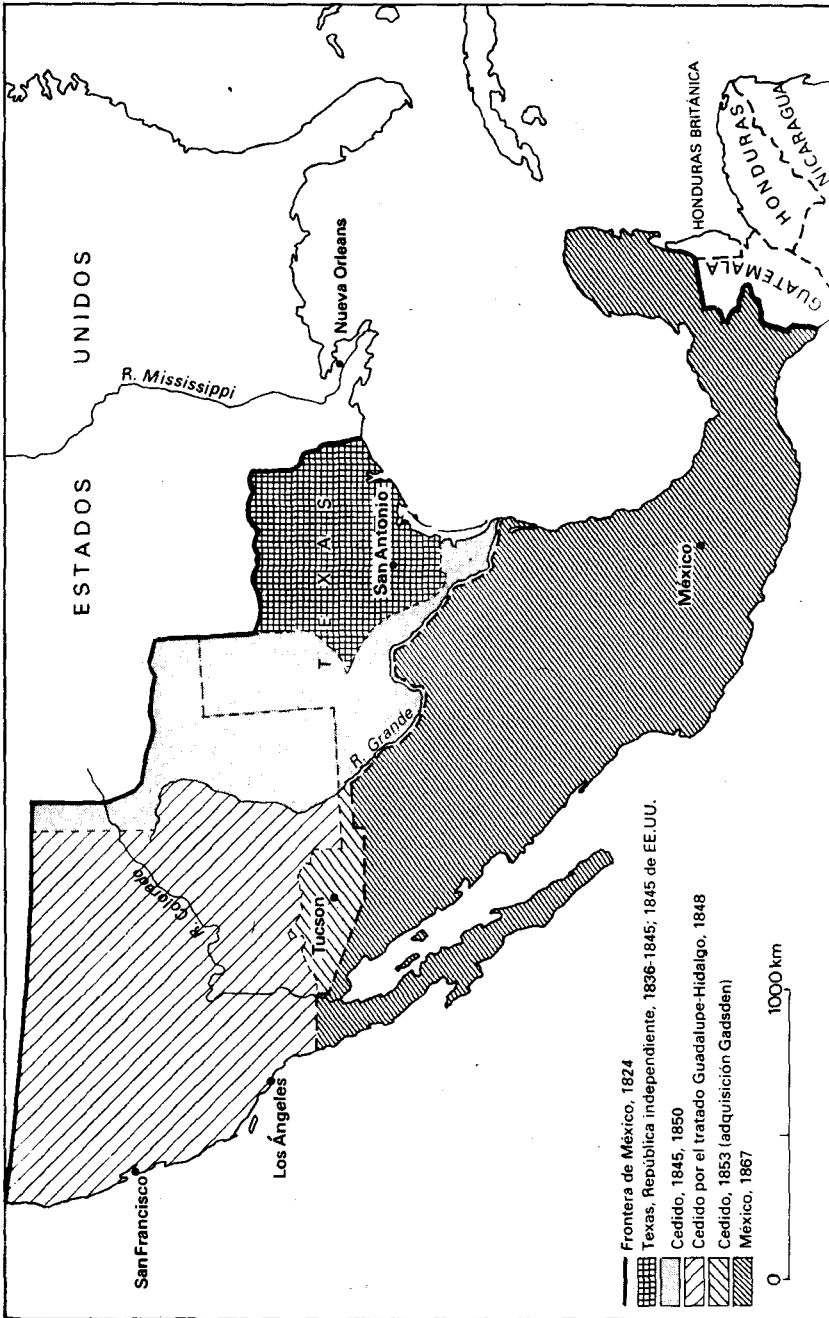 ESTADOS
UNIDOS
R. Mississippi
Nueva Orleans
TEXAS
San Antonio
R. Colorado
R. Grande
Tucson
San Francisco
Los Ángeles
México
HONDURAS BRITÁNICA
GUATEMALA
HONDURAS
NICARAGUA
Frontera de México, 1824
Texas, República independiente, 1836-1845; 1845 de EE.UU.
Cedido, 1845, 1850
Cedido por el tratado Guadalupe-Hidalgo, 1848
Cedido, 1853 (adquisición Gadsden)
México, 1867
0 1000 km